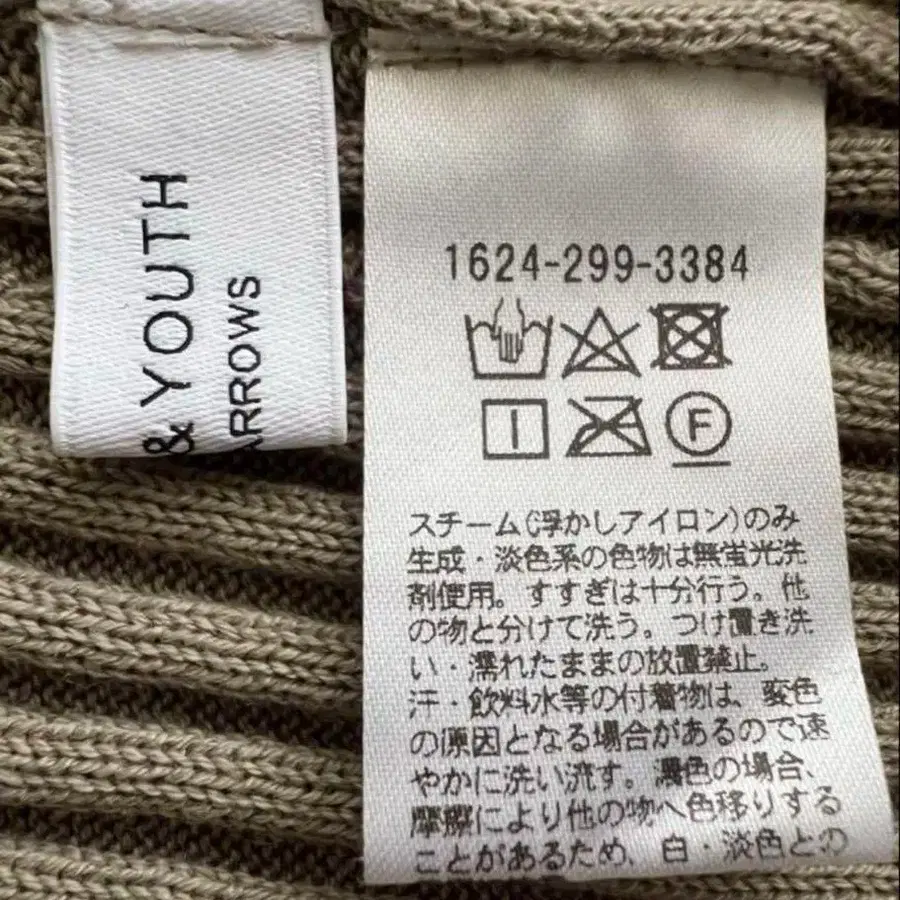 & YOUTH
ARROWS
1624-299-3384
F
スチーム(浮かしアイロン)のみ
生成・淡色系の色物は無蛍光洗
剤使用。すすぎは十分行う。他
の物と分けて洗う。つけ置き洗
い・濡れたままの放置禁止。
汗・飲料水等の付着物は、変色
の原因となる場合があるので速
やかに洗い流す。濃色の場合、
摩擦により他の物へ色移りする
ことがあるため、白・淡色との